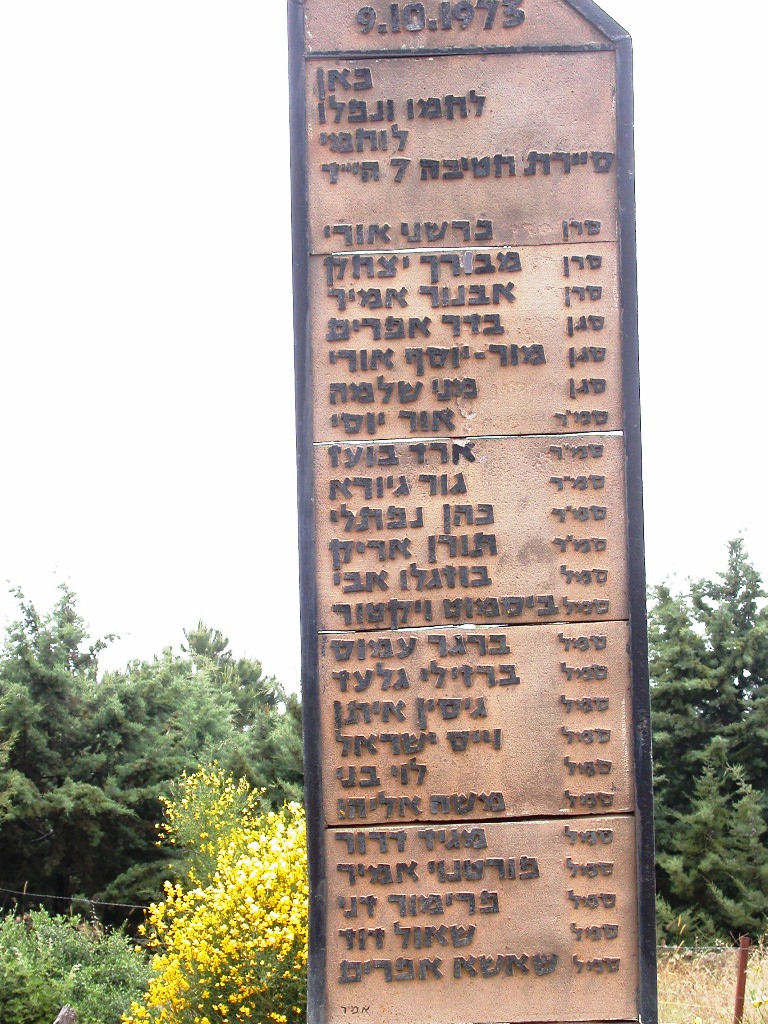 9.10.1973
כאן
לחמו ונפלו
לוחמי
סיירת חטיבה 7 הי״ד
סרן כרשני אורי
סרן מבורך יצחק
סרן אבנור אמיר
סגן בדר אפרים
סגן מור-יוסף אורי
סגן מני שלמה
סמ׳ר אור יוסי
סמ׳ר ארד בועז
סמ׳ר גור גיורא
סמ׳ר כהן נפתלי
סמ׳ר תורן אריק
סמל בוזגלו אבי
סמל ביסמוט ויקטור
סמל ברגר עמוס
סמל ברזילי גלעד
סמל גיסין איתן
סמל וייס ישראל
סמל לוי בני
סמל משה אליהו
סמל מגיד דרור
סמל פורטנוי אמיר
סמל פרימור דני
סמל שאול דוד
סמל שאשא אפרים